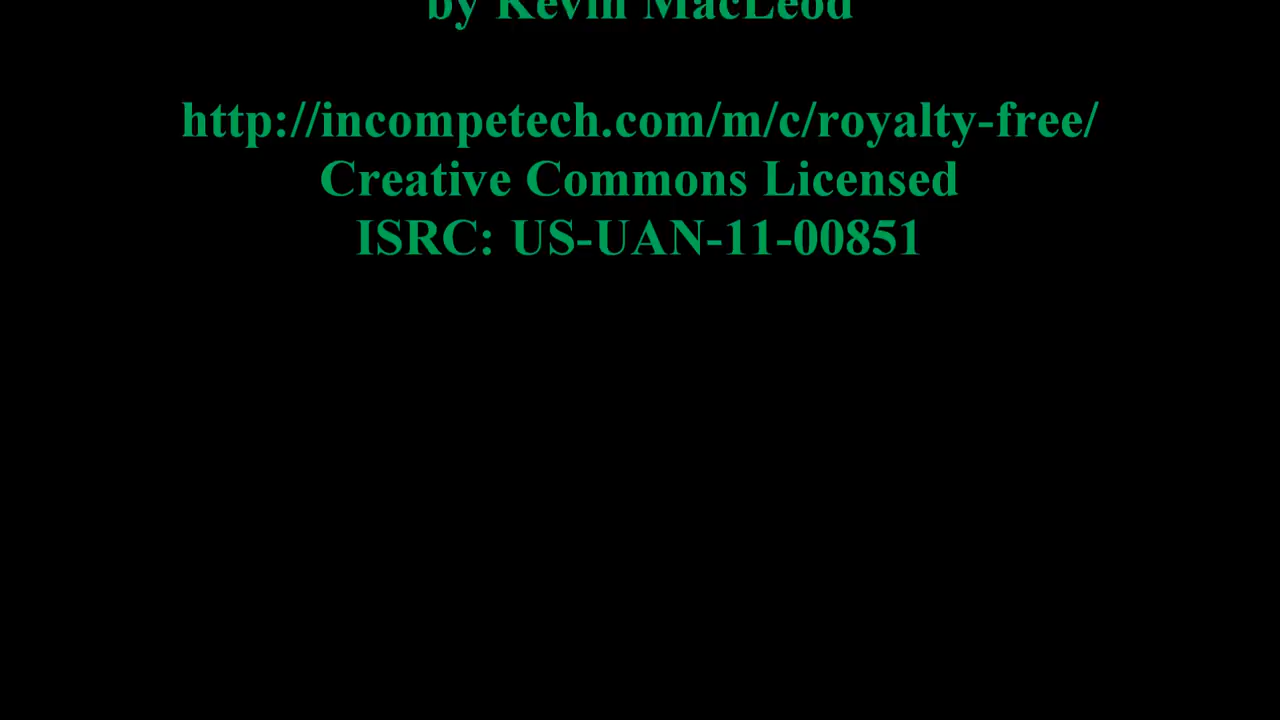 by Kevin MacLeod
http://incompetech.com/m/c/royalty-free/
Creative Commons Licensed
ISRC: US-UAN-11-00851